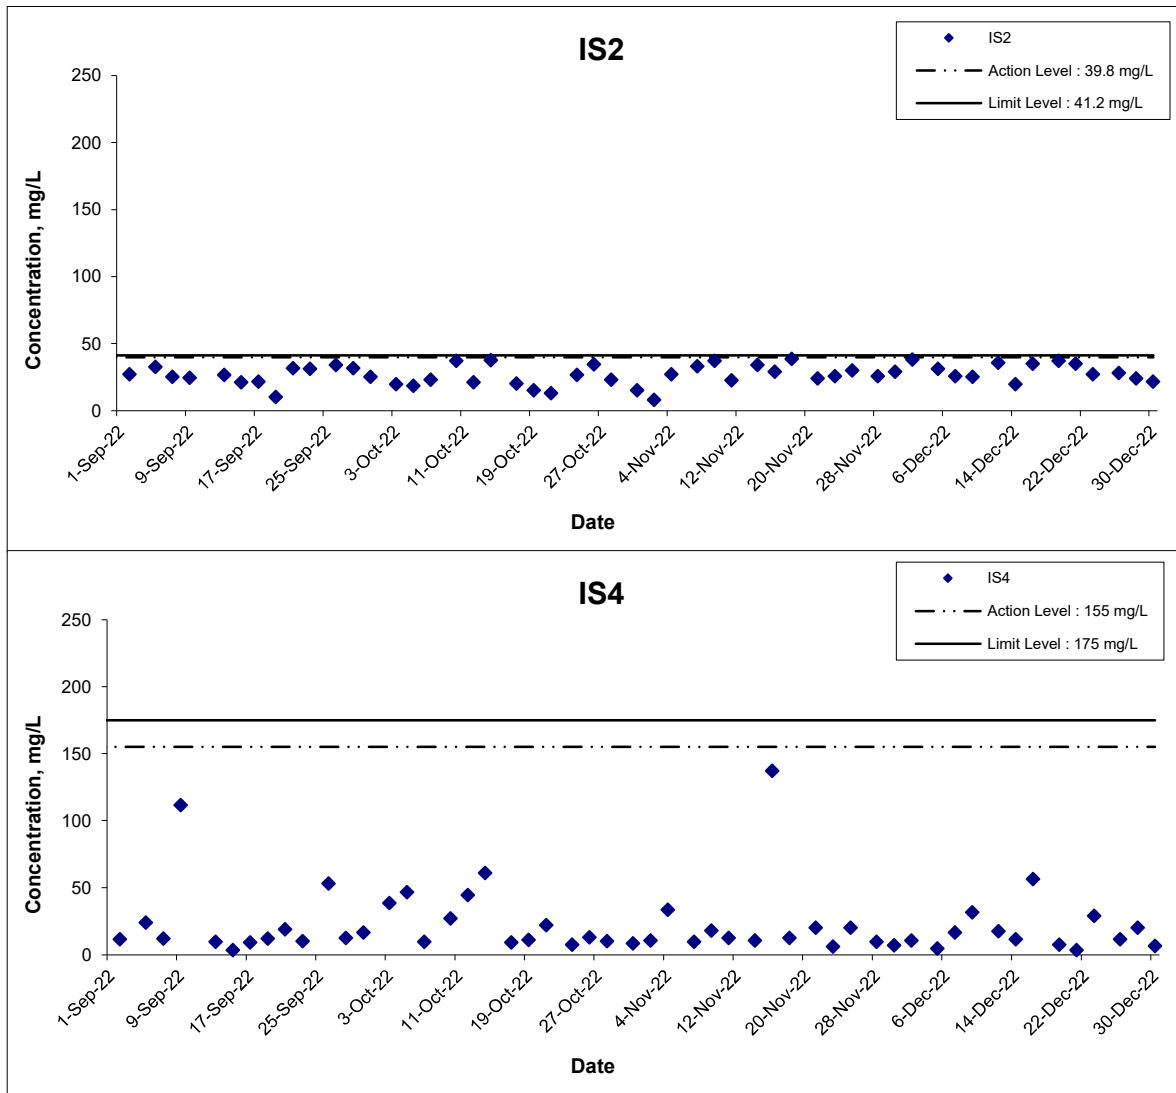 IS2
IS2
Action Level : 39.8 mg/L
Limit Level : 41.2 mg/L
250
200
150
100
50
0
Concentration, mg/L
1-Sep-22
9-Sep-22
17-Sep-22
25-Sep-22
3-Oct-22
11-Oct-22
19-Oct-22
27-Oct-22
4-Nov-22
12-Nov-22
20-Nov-22
28-Nov-22
6-Dec-22
14-Dec-22
22-Dec-22
30-Dec-22
Date
IS4
IS4
Action Level : 155 mg/L
Limit Level : 175 mg/L
250
200
150
100
50
0
Concentration, mg/L
1-Sep-22
9-Sep-22
17-Sep-22
25-Sep-22
3-Oct-22
11-Oct-22
19-Oct-22
27-Oct-22
4-Nov-22
12-Nov-22
20-Nov-22
28-Nov-22
6-Dec-22
14-Dec-22
22-Dec-22
30-Dec-22
Date